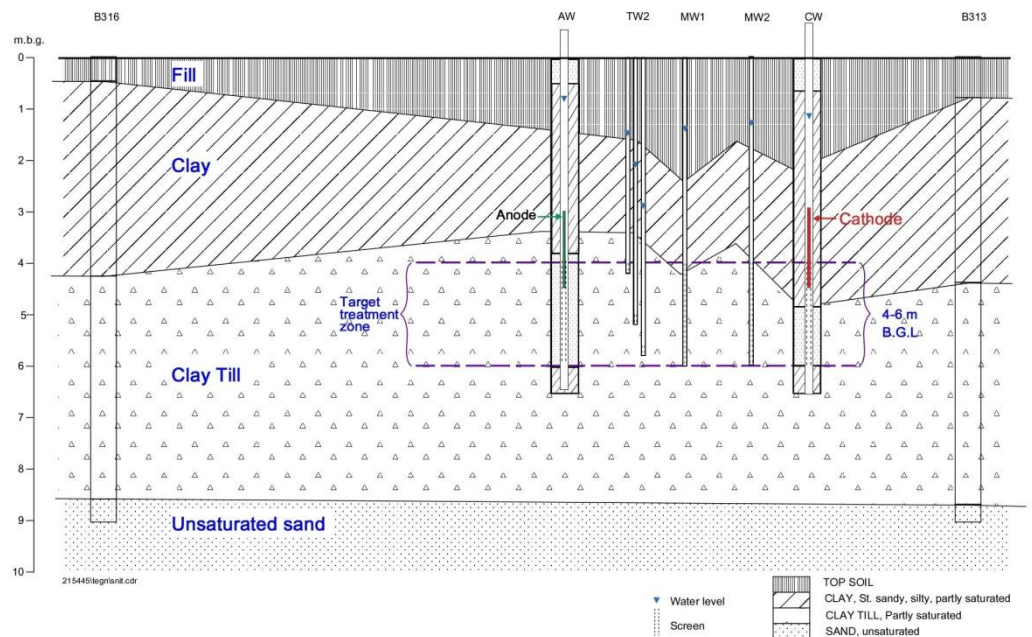 B316 AW TW2 MW1 MW2 CW B313
m.b.g.
0
Fill
1
2
Clay
3
Anode
Cathode
4
Target
treatment
zone
4-6 m
B.G.L
5
6
Clay Till
7
8
9
Unsaturated sand
10
215445\tegn\snit.cdr
Water level
Screen
TOP SOIL
CLAY, St. sandy, silty, partly saturated
CLAY TILL, Partly saturated
SAND, unsaturated